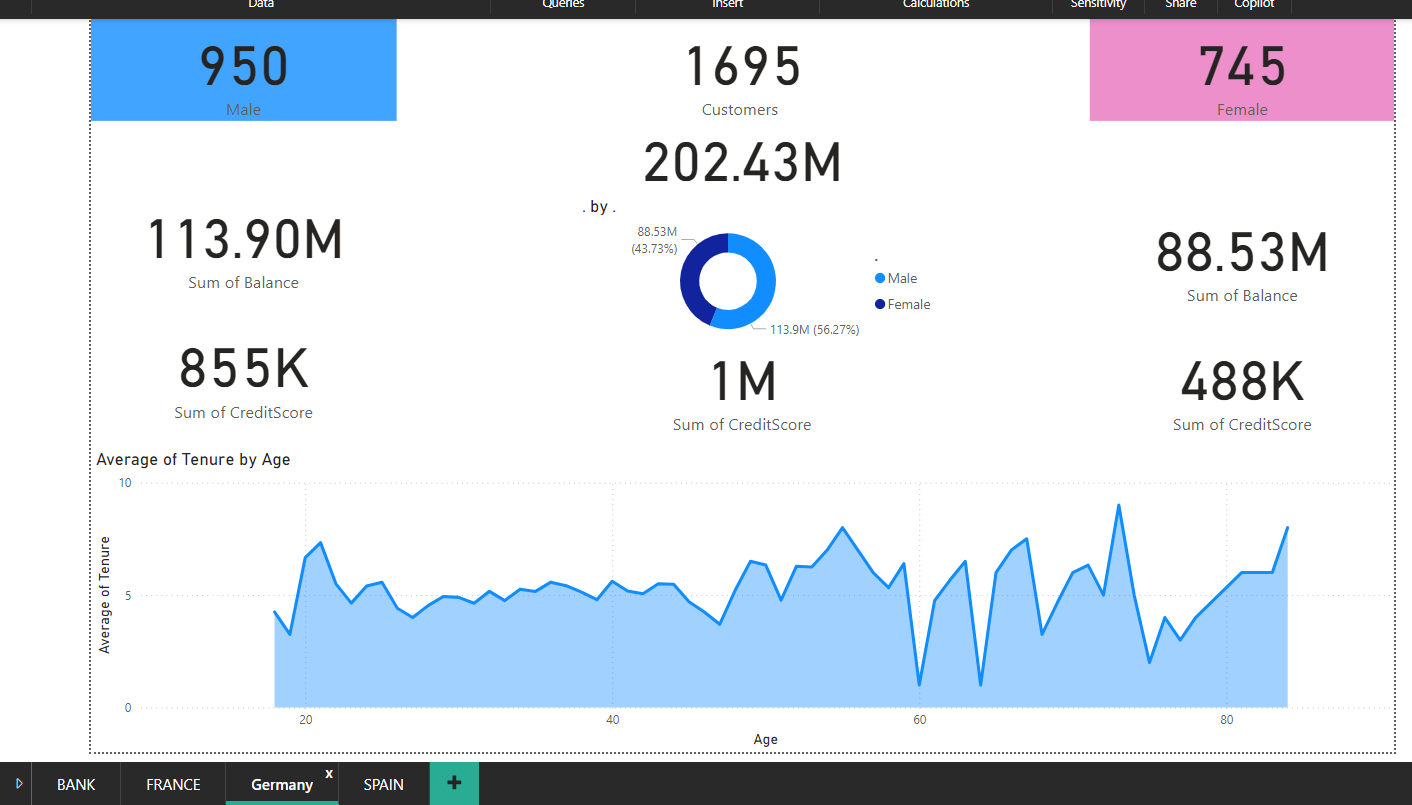 Data Queries Insert Calculations Sensitivity Share Copilot
950
Male
1695
Customers
745
Female
202.43M
. by .
88.53M
(43.73%)
113.9M (56.27%)
.
Male
Female
113.90M
Sum of Balance
88.53M
Sum of Balance
855K
Sum of CreditScore
1M
Sum of CreditScore
488K
Sum of CreditScore
Average of Tenure by Age
Average of Tenure
10
5
0
20 40 60 80
Age
BANK FRANCE Germany x SPAIN +